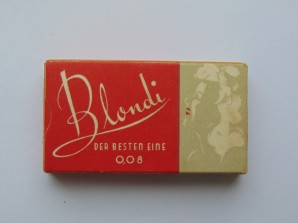 Blondi
DER BESTEN EINE
0,08